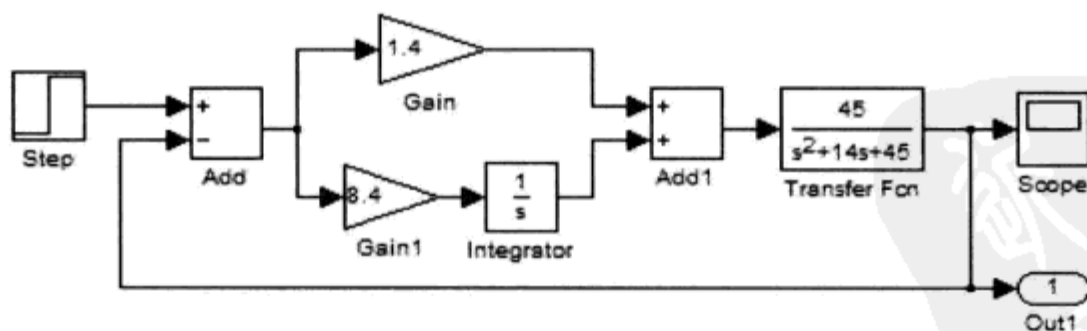 Step
+
−
Add
1.4
Gain
8.4
Gain1
1
s
Integrator
+
+
Add1
45
s²+14s+45
Transfer Fcn
Scope
1
Out1